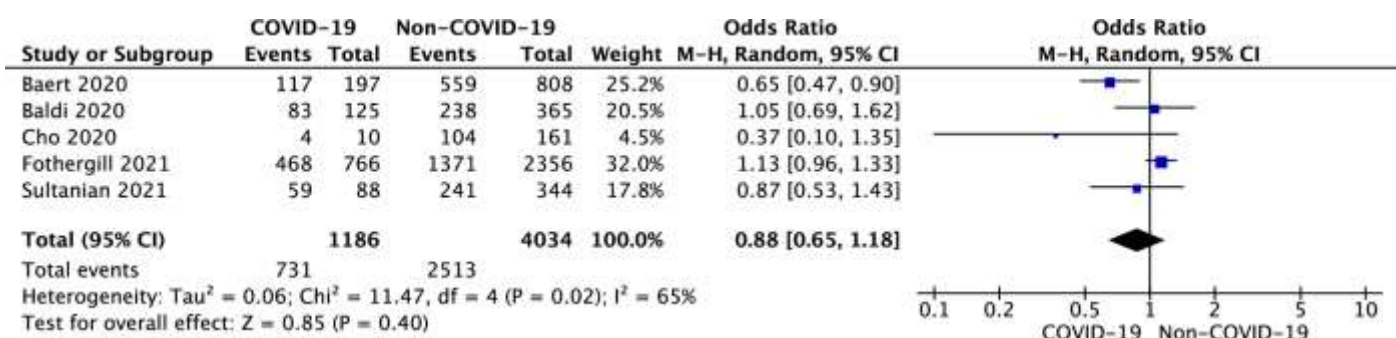 COVID-19 Non-COVID-19 Odds Ratio Odds Ratio
Study or Subgroup Events Total Events Total Weight M-H, Random, 95% CI M-H, Random, 95% CI
Baert 2020 117 197 559 808 25.2% 0.65 [0.47, 0.90]
Baldi 2020 83 125 238 365 20.5% 1.05 [0.69, 1.62]
Cho 2020 4 10 104 161 4.5% 0.37 [0.10, 1.35]
Fothergill 2021 468 766 1371 2356 32.0% 1.13 [0.96, 1.33]
Sultanian 2021 59 88 241 344 17.8% 0.87 [0.53, 1.43]
Total (95% CI) 1186 4034 100.0% 0.88 [0.65, 1.18]
Total events 731 2513
Heterogeneity: Tau² = 0.06; Chi² = 11.47, df = 4 (P = 0.02); I² = 65%
Test for overall effect: Z = 0.85 (P = 0.40)
0.1 0.2 0.5 1 2 5 10
COVID-19 Non-COVID-19